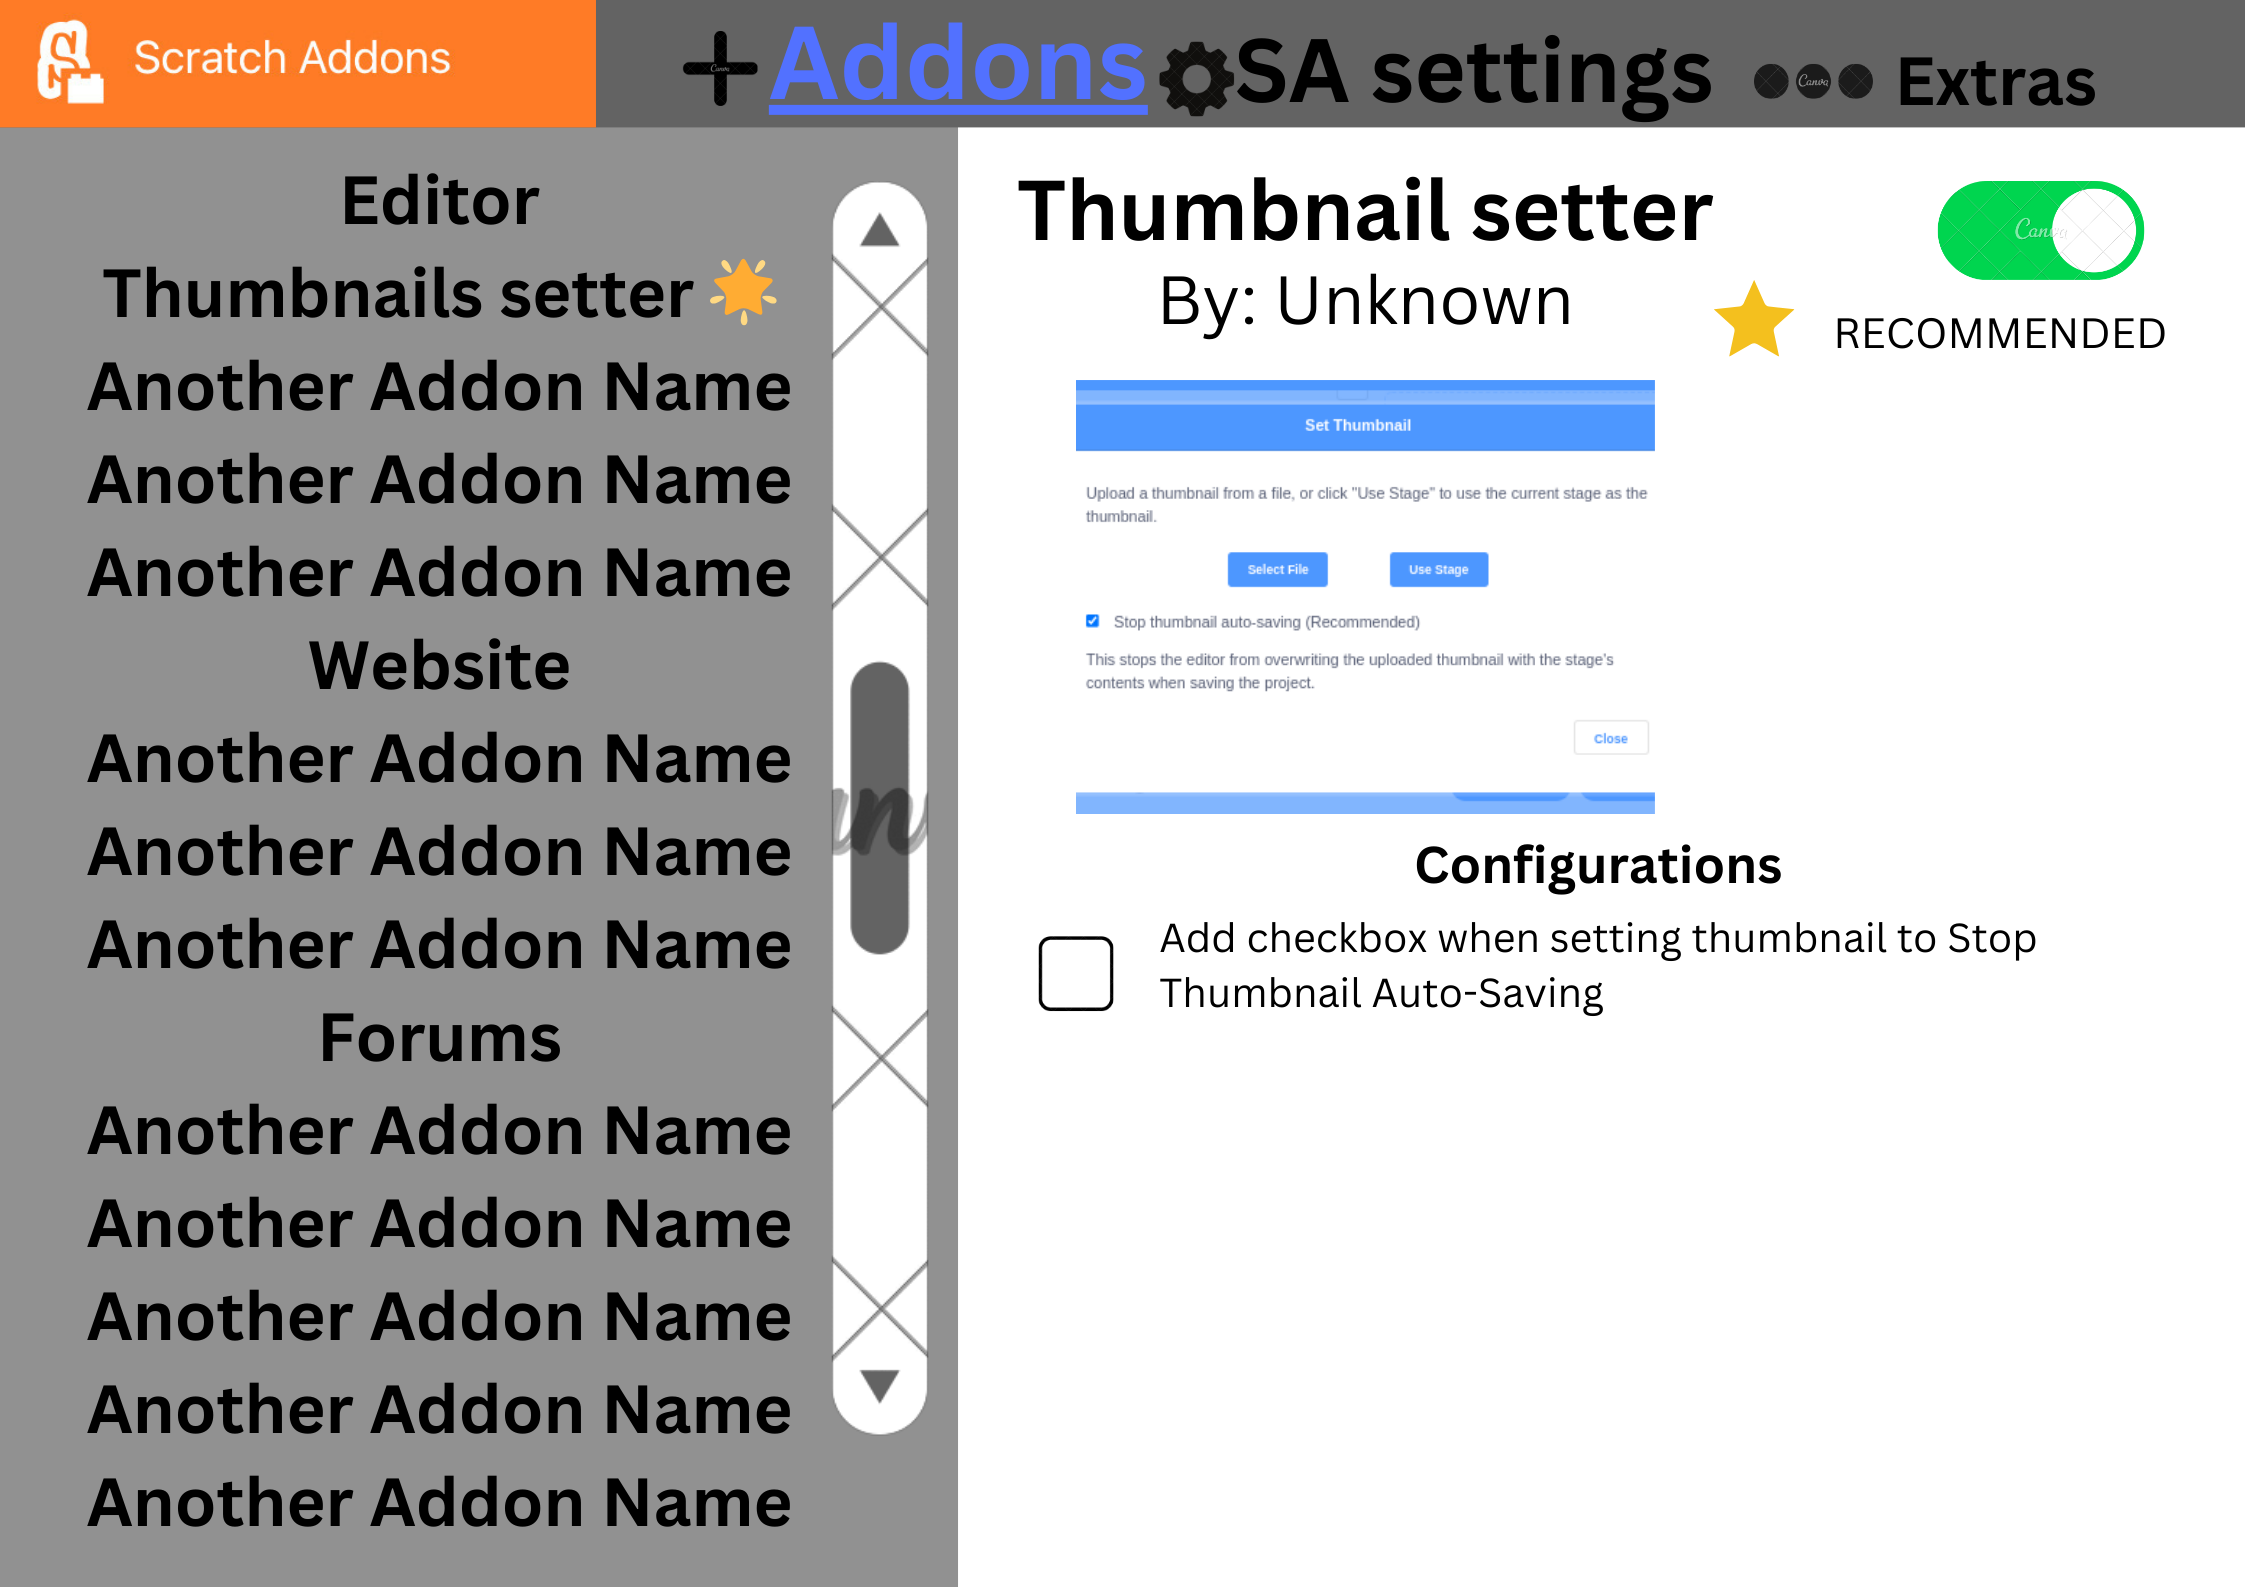 Scratch Addons
Addons
SA settings
Extras
Editor
Thumbnails setter
Another Addon Name
Another Addon Name
Another Addon Name
Website
Another Addon Name
Another Addon Name
Another Addon Name
Forums
Another Addon Name
Another Addon Name
Another Addon Name
Another Addon Name
Another Addon Name
Thumbnail setter
By: Unknown
Canva
RECOMMENDED
Set Thumbnail
Upload a thumbnail from a file, or click "Use Stage" to use the current stage as the
thumbnail.
Select File
Use Stage
Stop thumbnail auto-saving (Recommended)
This stops the editor from overwriting the uploaded thumbnail with the stage's
contents when saving the project.
Close
Configurations
Add checkbox when setting thumbnail to Stop
Thumbnail Auto-Saving